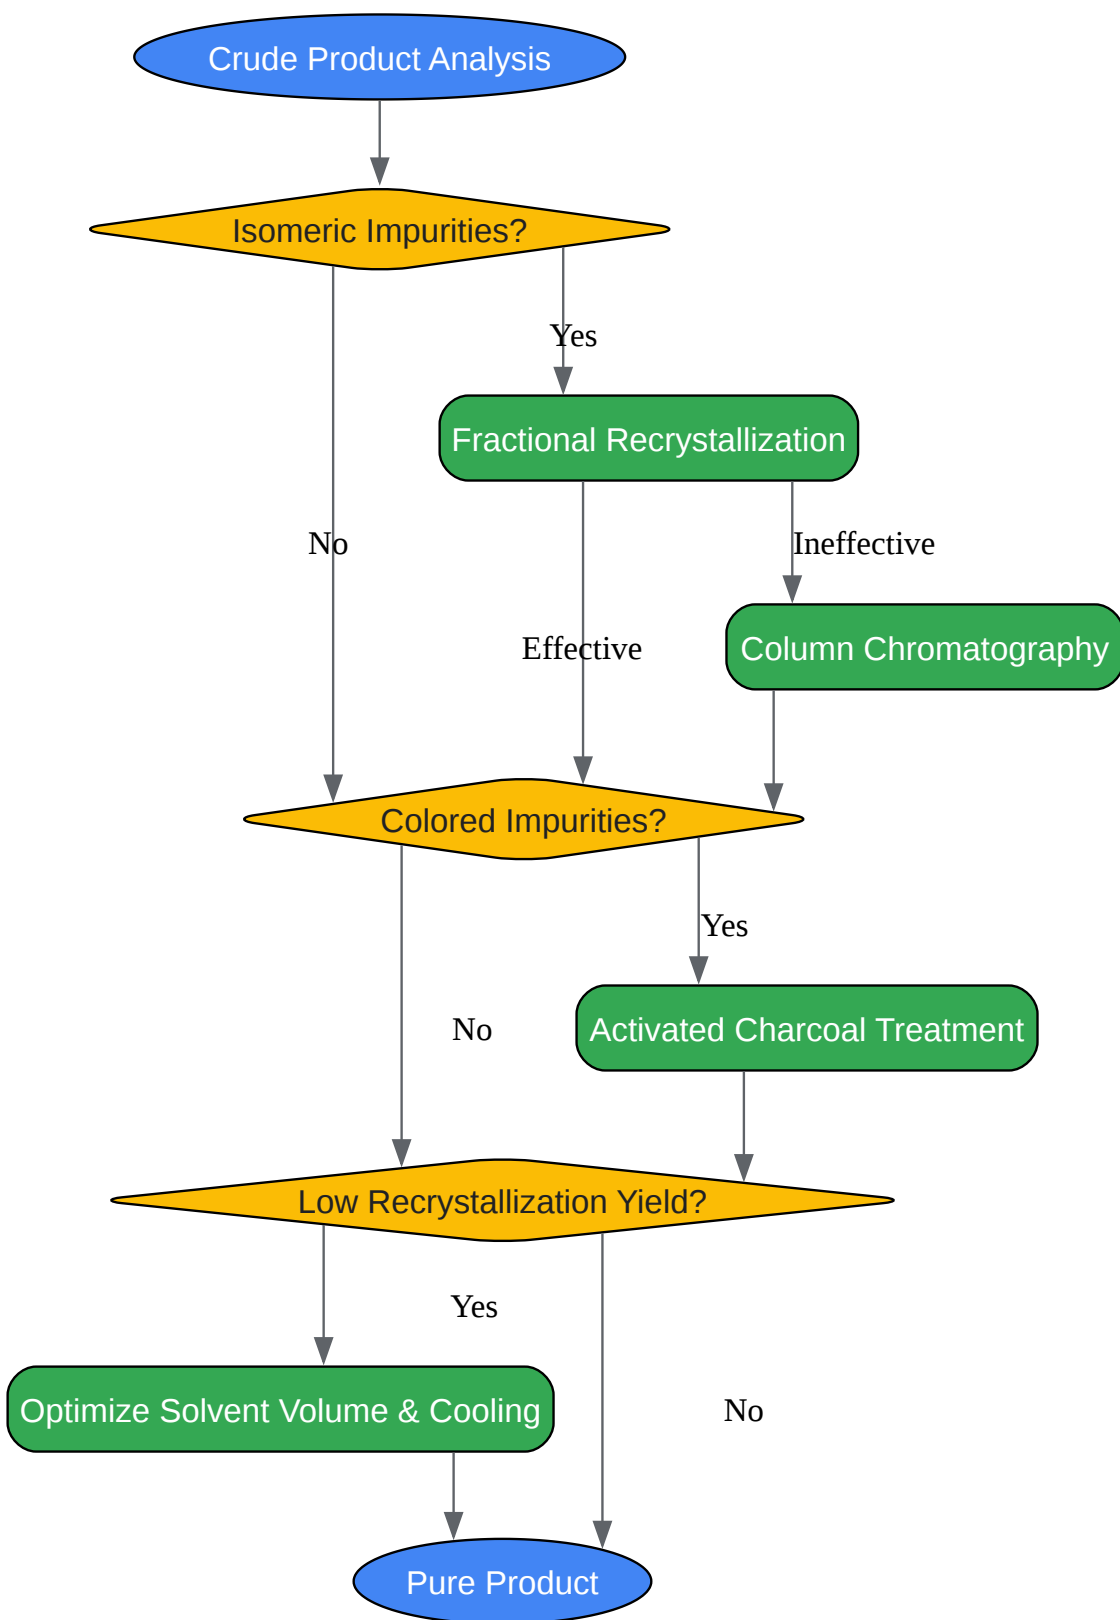 Crude Product Analysis
Isomeric Impurities?
Yes
Fractional Recrystallization
No
Ineffective
Effective
Column Chromatography
Colored Impurities?
Yes
No
Activated Charcoal Treatment
Low Recrystallization Yield?
Yes
Optimize Solvent Volume & Cooling
No
Pure Product